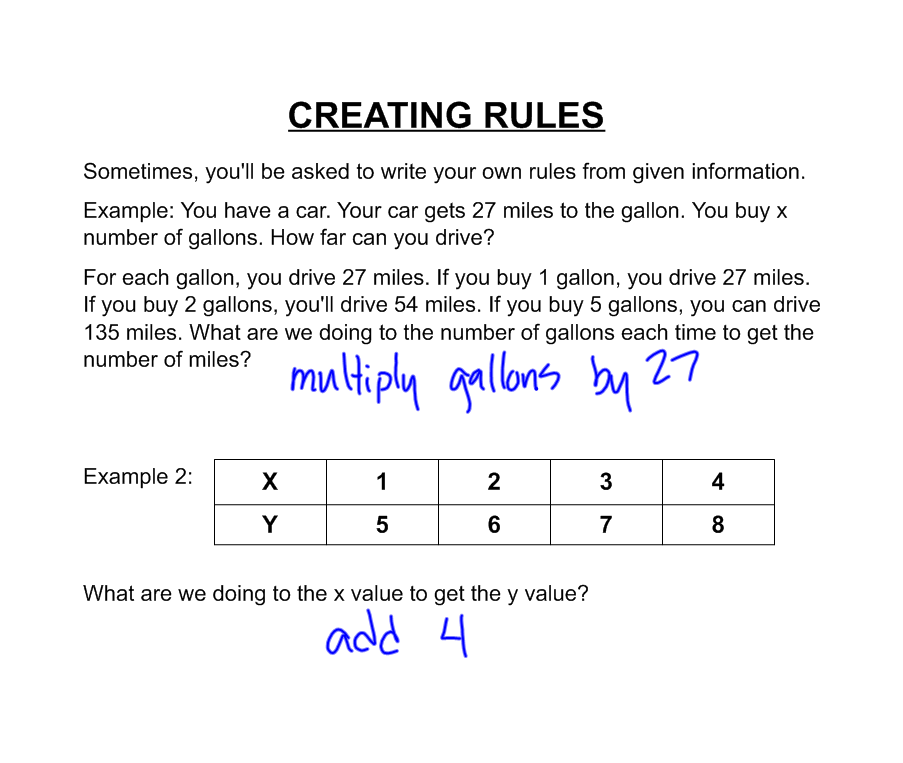 CREATING RULES
Sometimes, you'll be asked to write your own rules from given information.
Example: You have a car. Your car gets 27 miles to the gallon. You buy x
number of gallons. How far can you drive?
For each gallon, you drive 27 miles. If you buy 1 gallon, you drive 27 miles.
If you buy 2 gallons, you'll drive 54 miles. If you buy 5 gallons, you can drive
135 miles. What are we doing to the number of gallons each time to get the
number of miles?
multiply gallons by 27
Example 2:
X 1 2 3 4
Y 5 6 7 8
What are we doing to the x value to get the y value?
add 4